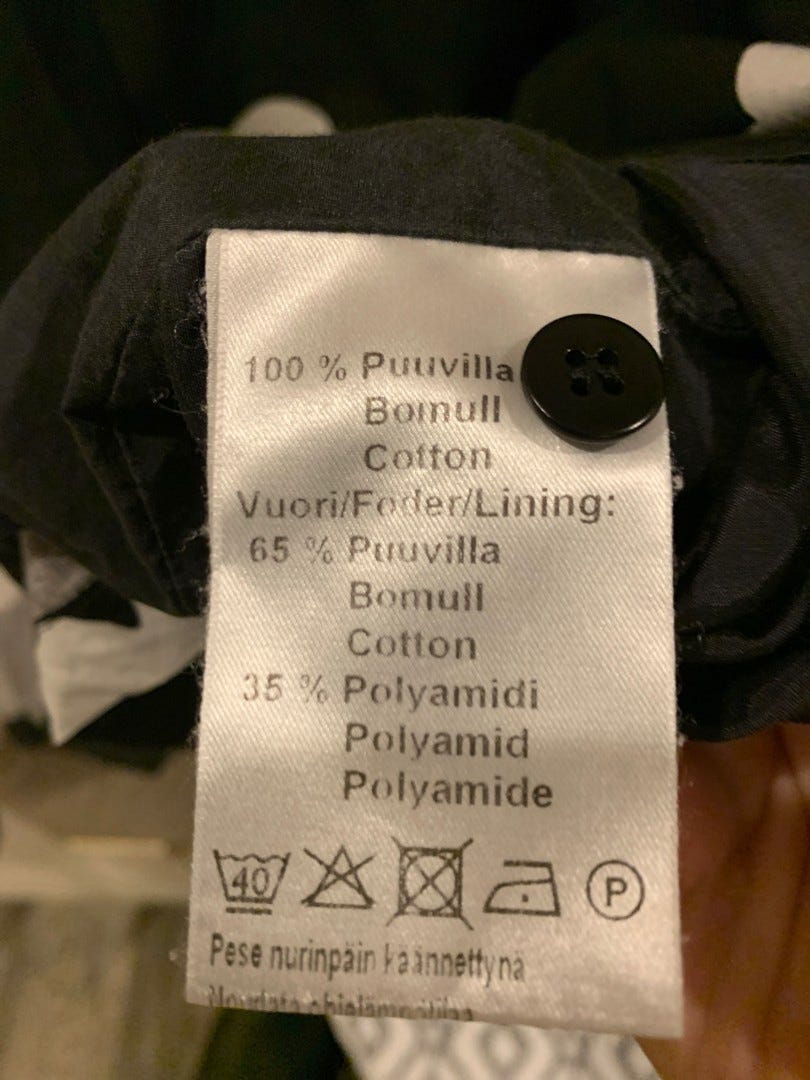 100 % Puuvilla
Bomull
Cotton
Vuori/Foder/Lining:
65 % Puuvilla
Bomull
Cotton
35 % Polyamidi
Polyamid
Polyamide
40 P
Pese nurinpäin käännettynä